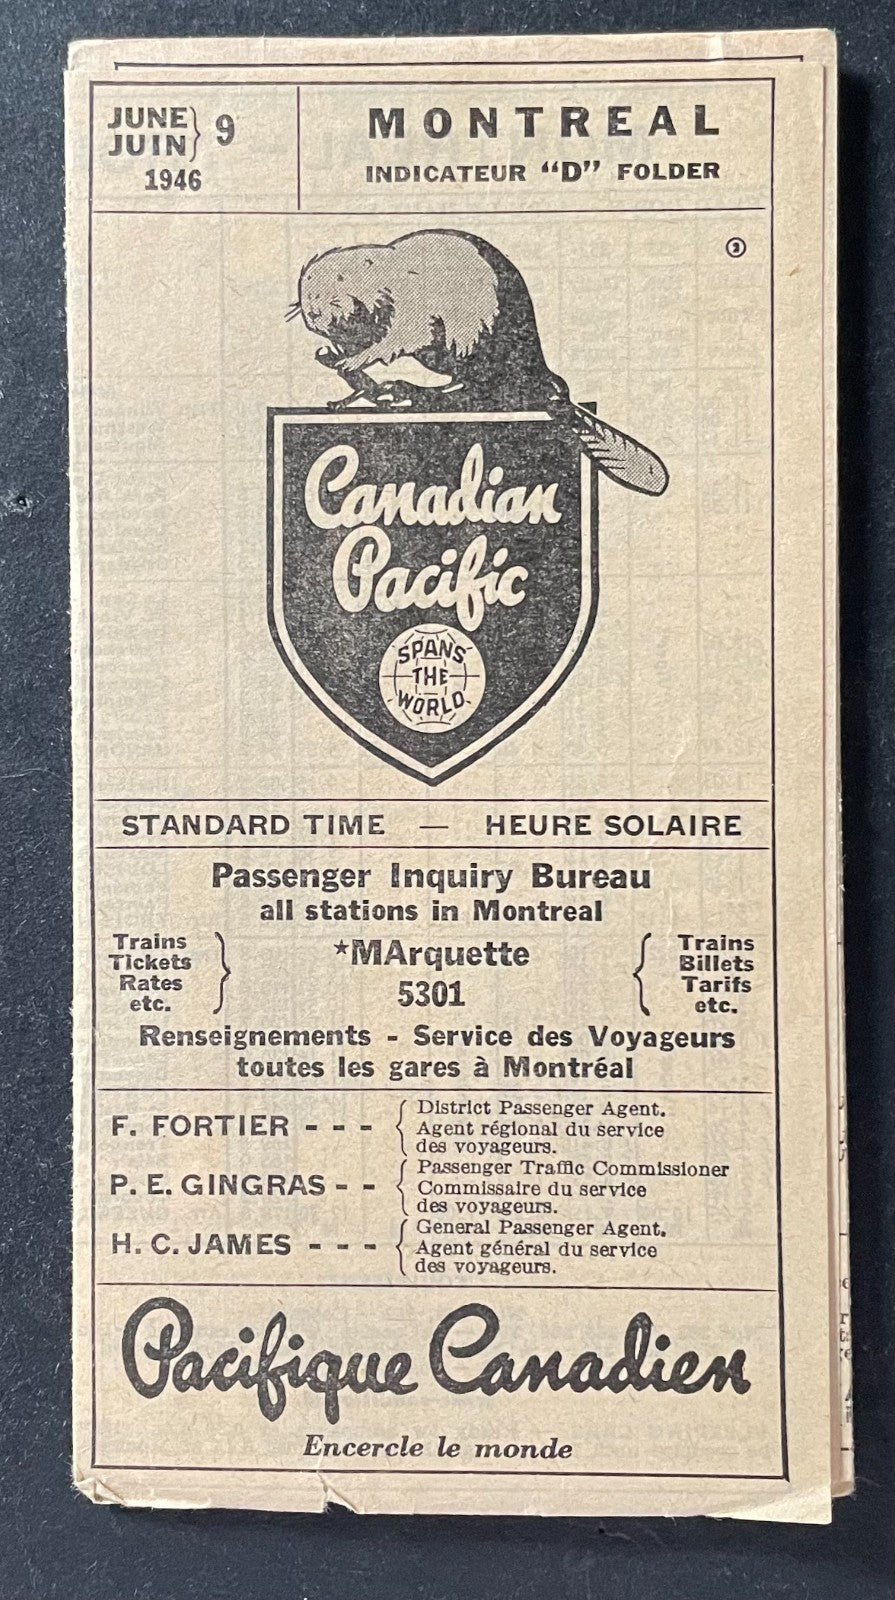 JUNE
JUIN } 9
1946
MONTREAL
INDICATEUR “D” FOLDER
Canadian
Pacific
SPANS
THE
WORLD
STANDARD TIME — HEURE SOLAIRE
Passenger Inquiry Bureau
all stations in Montreal
Trains
Tickets
Rates
etc.
*MArquette
5301
Trains
Billets
Tarifs
etc.
Renseignements - Service des Voyageurs
toutes les gares à Montréal
F. FORTIER - - -
District Passenger Agent.
Agent régional du service
des voyageurs.
P. E. GINGRAS - -
Passenger Traffic Commissioner
Commissaire du service
des voyageurs.
H. C. JAMES - - -
General Passenger Agent.
Agent général du service
des voyageurs.
Pacifique Canadien
Encercle le monde